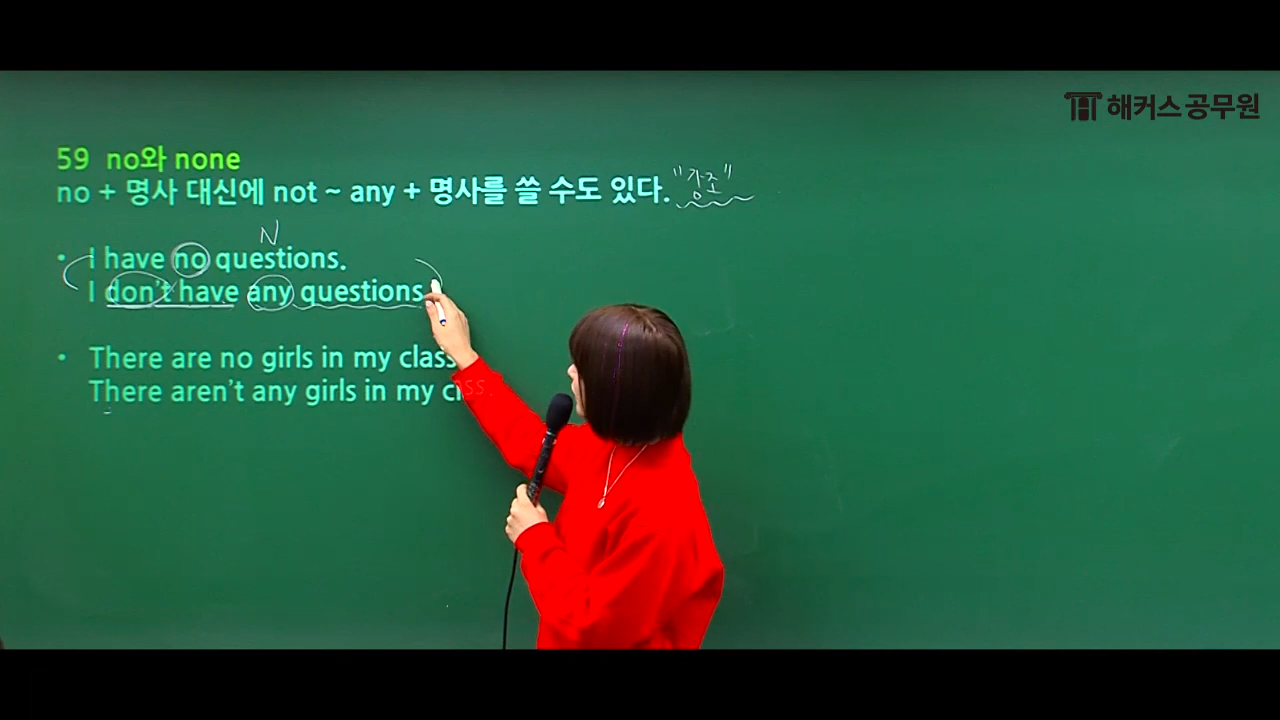 해커스 공무원
59 no와 none
no + 명사 대신에 not ~ any + 명사를 쓸 수도 있다. "강조"
N
• I have no questions.
I don't have any questions
• There are no girls in my class
There aren't any girls in my class.